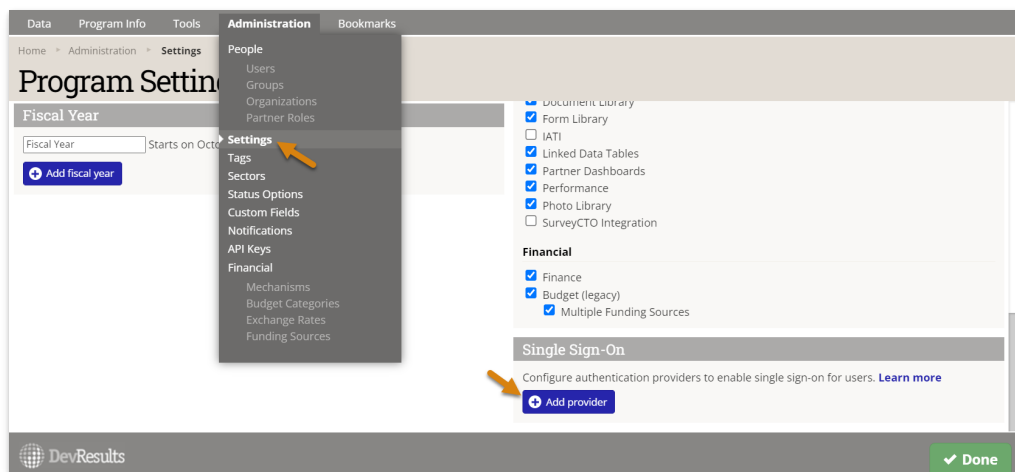 Data Program Info Tools Administration Bookmarks
Home Administration Settings
Program Settin
People
Users
Groups
Organizations
Partner Roles
Settings
Tags
Sectors
Status Options
Custom Fields
Notifications
API Keys
Financial
Mechanisms
Budget Categories
Exchange Rates
Funding Sources
Fiscal Year
Fiscal Year Starts on Octo
Add fiscal year
Document Library
Form Library
IATI
Linked Data Tables
Partner Dashboards
Performance
Photo Library
SurveyCTO Integration
Financial
Finance
Budget (legacy)
Multiple Funding Sources
Single Sign-On
Configure authentication providers to enable single sign-on for users. Learn more
Add provider
DevResults
Done